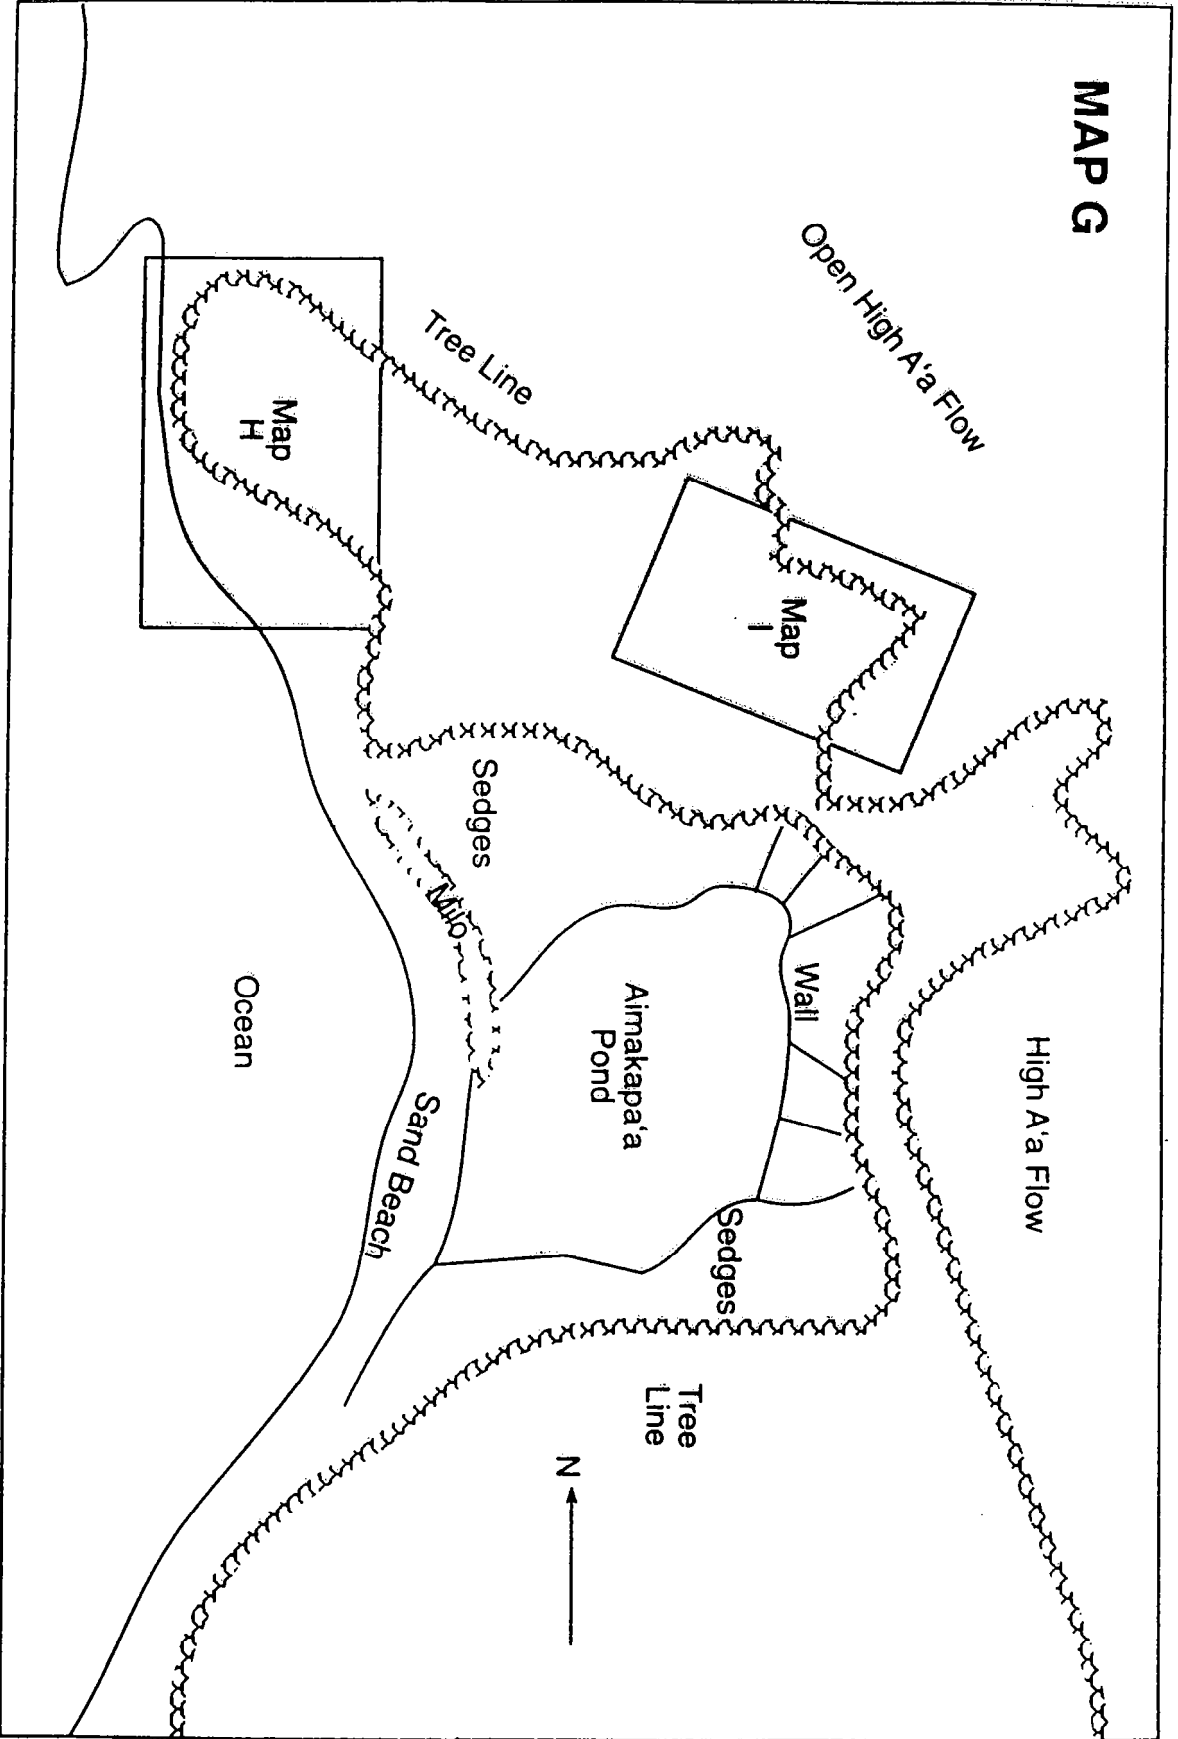 MAP G
Open High A'a Flow
Tree Line
Map
H
Map
I
High A'a Flow
Sedges
Milo
Wall
Aimakapa'a
Pond
Ocean
Sand Beach
Sedges
Tree
Line
N